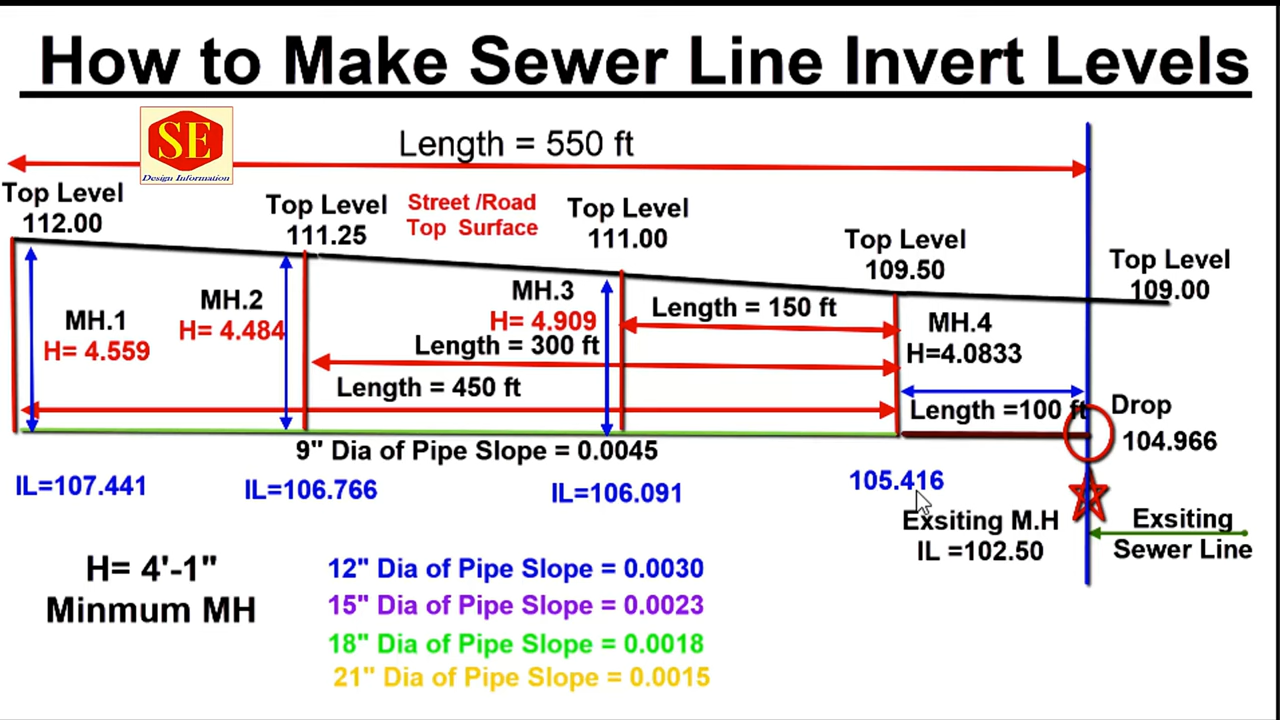 How to Make Sewer Line Invert Levels
SE
Design Information
Length = 550 ft
Top Level
112.00
Top Level
111.25
Street /Road
Top Surface
Top Level
111.00
Top Level
109.50
Top Level
109.00
MH.1
H= 4.559
MH.2
H= 4.484
MH.3
H= 4.909
Length = 150 ft
MH.4
H=4.0833
Length = 300 ft
Length = 450 ft
Length =100 ft
Drop
104.966
9" Dia of Pipe Slope = 0.0045
IL=107.441
IL=106.766
IL=106.091
105.416
Exsiting M.H
IL =102.50
Exsiting
Sewer Line
H= 4'-1"
Minmum MH
12" Dia of Pipe Slope = 0.0030
15" Dia of Pipe Slope = 0.0023
18" Dia of Pipe Slope = 0.0018
21" Dia of Pipe Slope = 0.0015